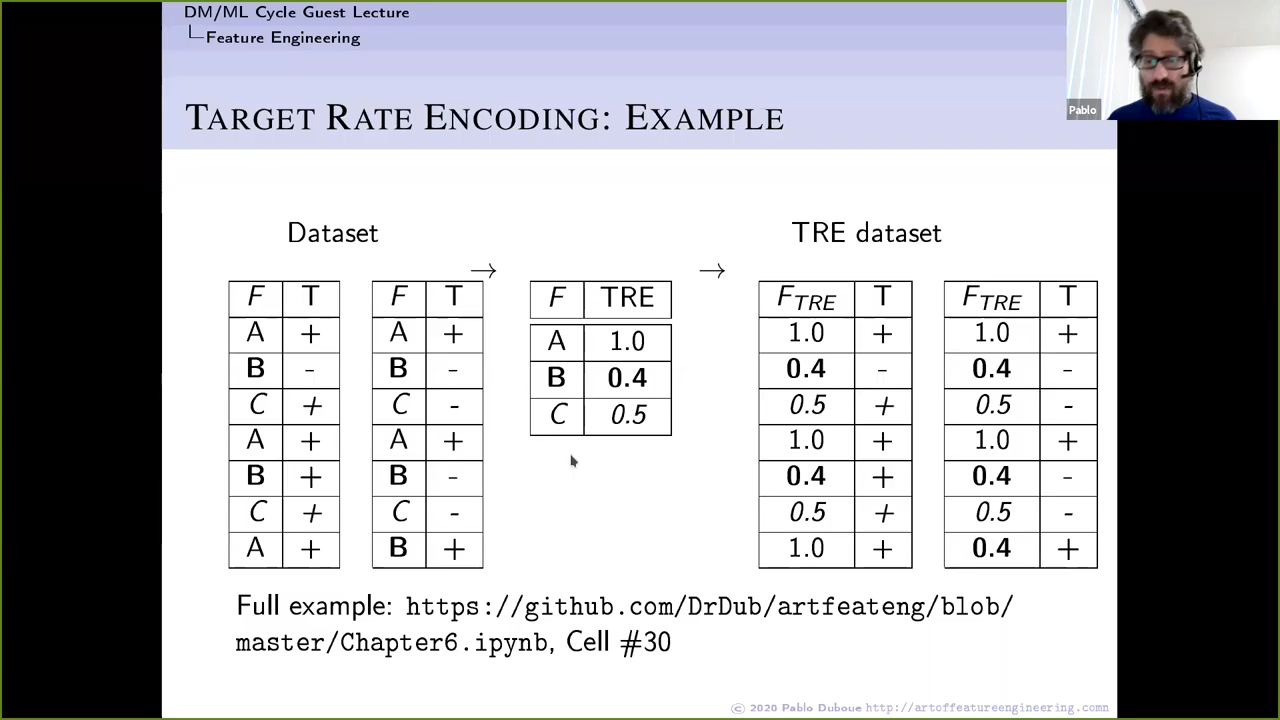 DM/ML Cycle Guest Lecture
Feature Engineering
TARGET RATE ENCODING: EXAMPLE
Pablo
Dataset
→
→
TRE dataset
F T
A +
B -
C +
A +
B +
C +
A +
F T
A +
B -
C -
A +
B -
C -
B +
F TRE
A 1.0
B 0.4
C 0.5
F_TRE T
1.0 +
0.4 -
0.5 +
1.0 +
0.4 +
0.5 +
1.0 +
F_TRE T
1.0 +
0.4 -
0.5 -
1.0 +
0.4 -
0.5 -
0.4 +
Full example: https://github.com/DrDub/artfeateng/blob/
master/Chapter6.ipynb, Cell #30
© 2020 Pablo Duboue http://artoffeatureengineering.comn